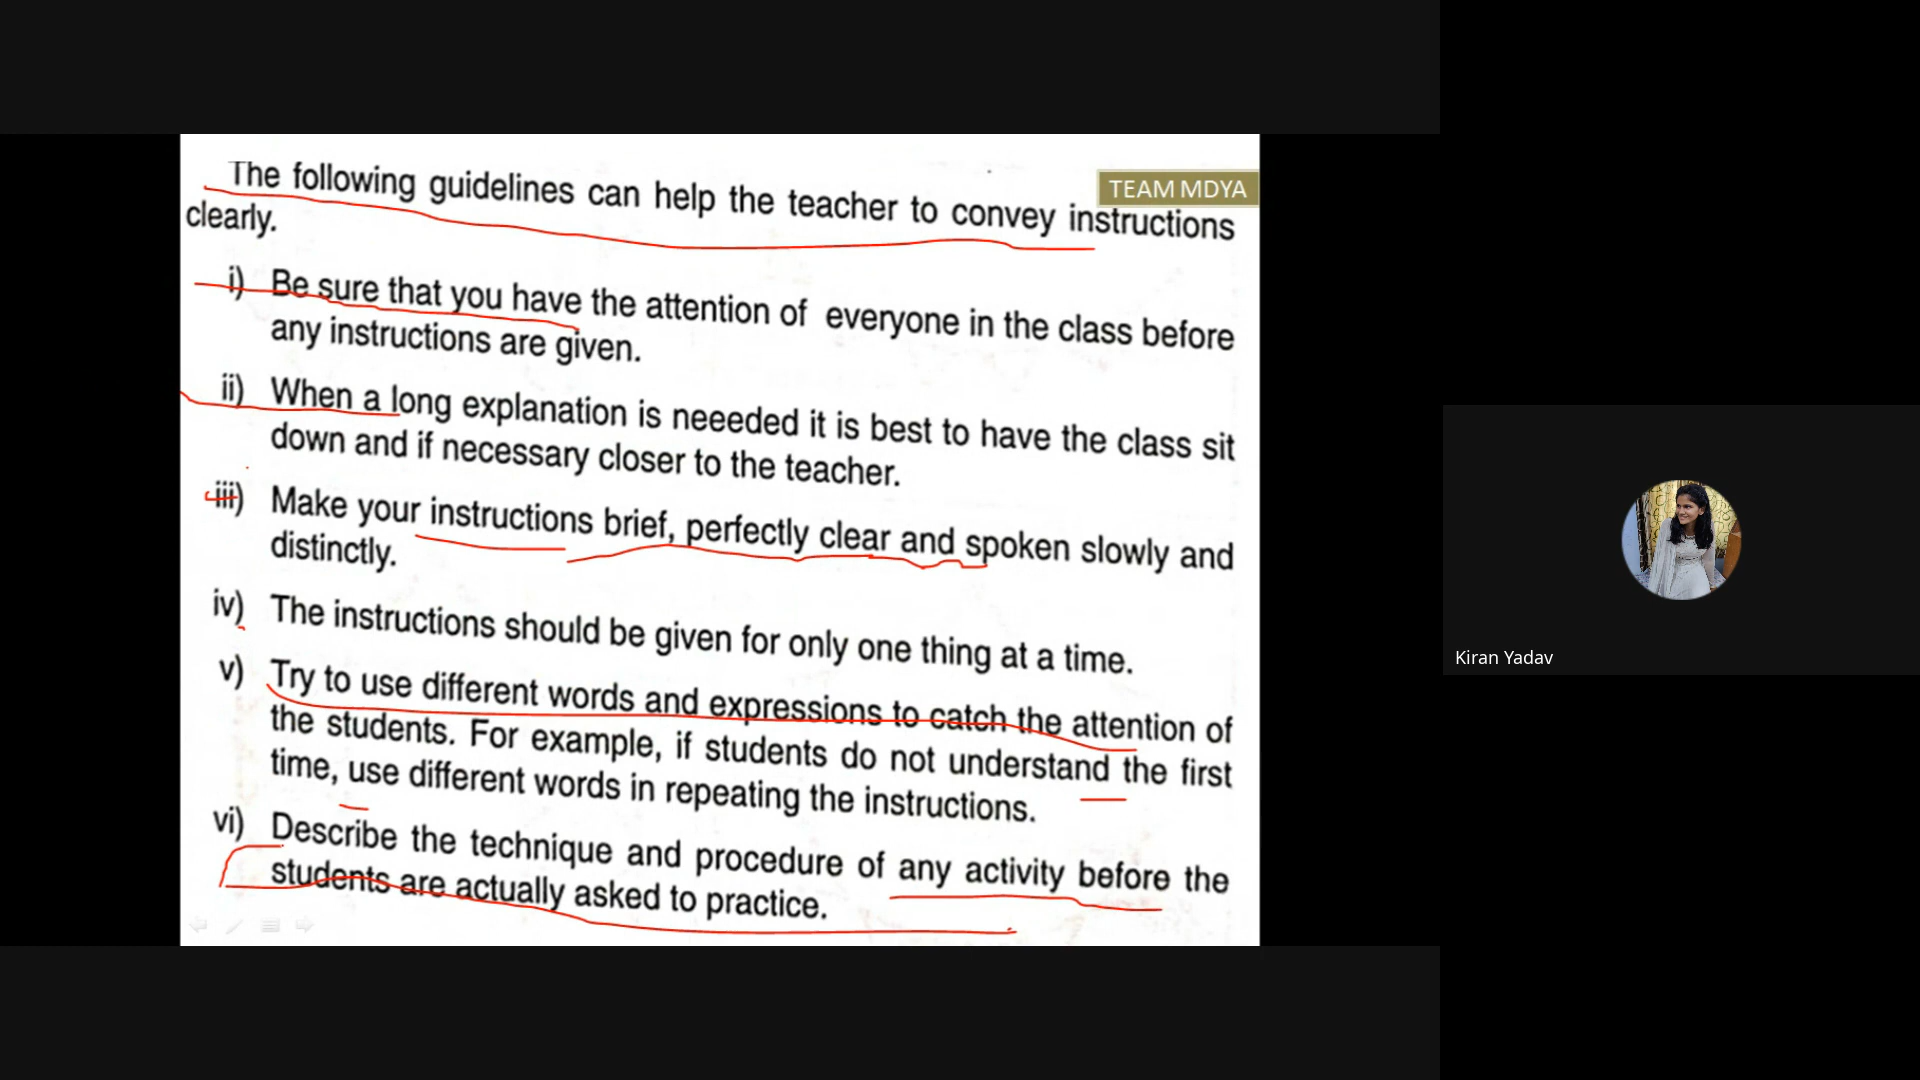 The following guidelines can help the teacher to convey instructions
TEAM MDYA
clearly.
i) Be sure that you have the attention of everyone in the class before
any instructions are given.
ii) When a long explanation is neeeded it is best to have the class sit
down and if necessary closer to the teacher.
iii) Make your instructions brief, perfectly clear and spoken slowly and
distinctly.
iv) The instructions should be given for only one thing at a time.
v) Try to use different words and expressions to catch the attention of
the students. For example, if students do not understand the first
time, use different words in repeating the instructions.
vi) Describe the technique and procedure of any activity before the
students are actually asked to practice.
Kiran Yadav